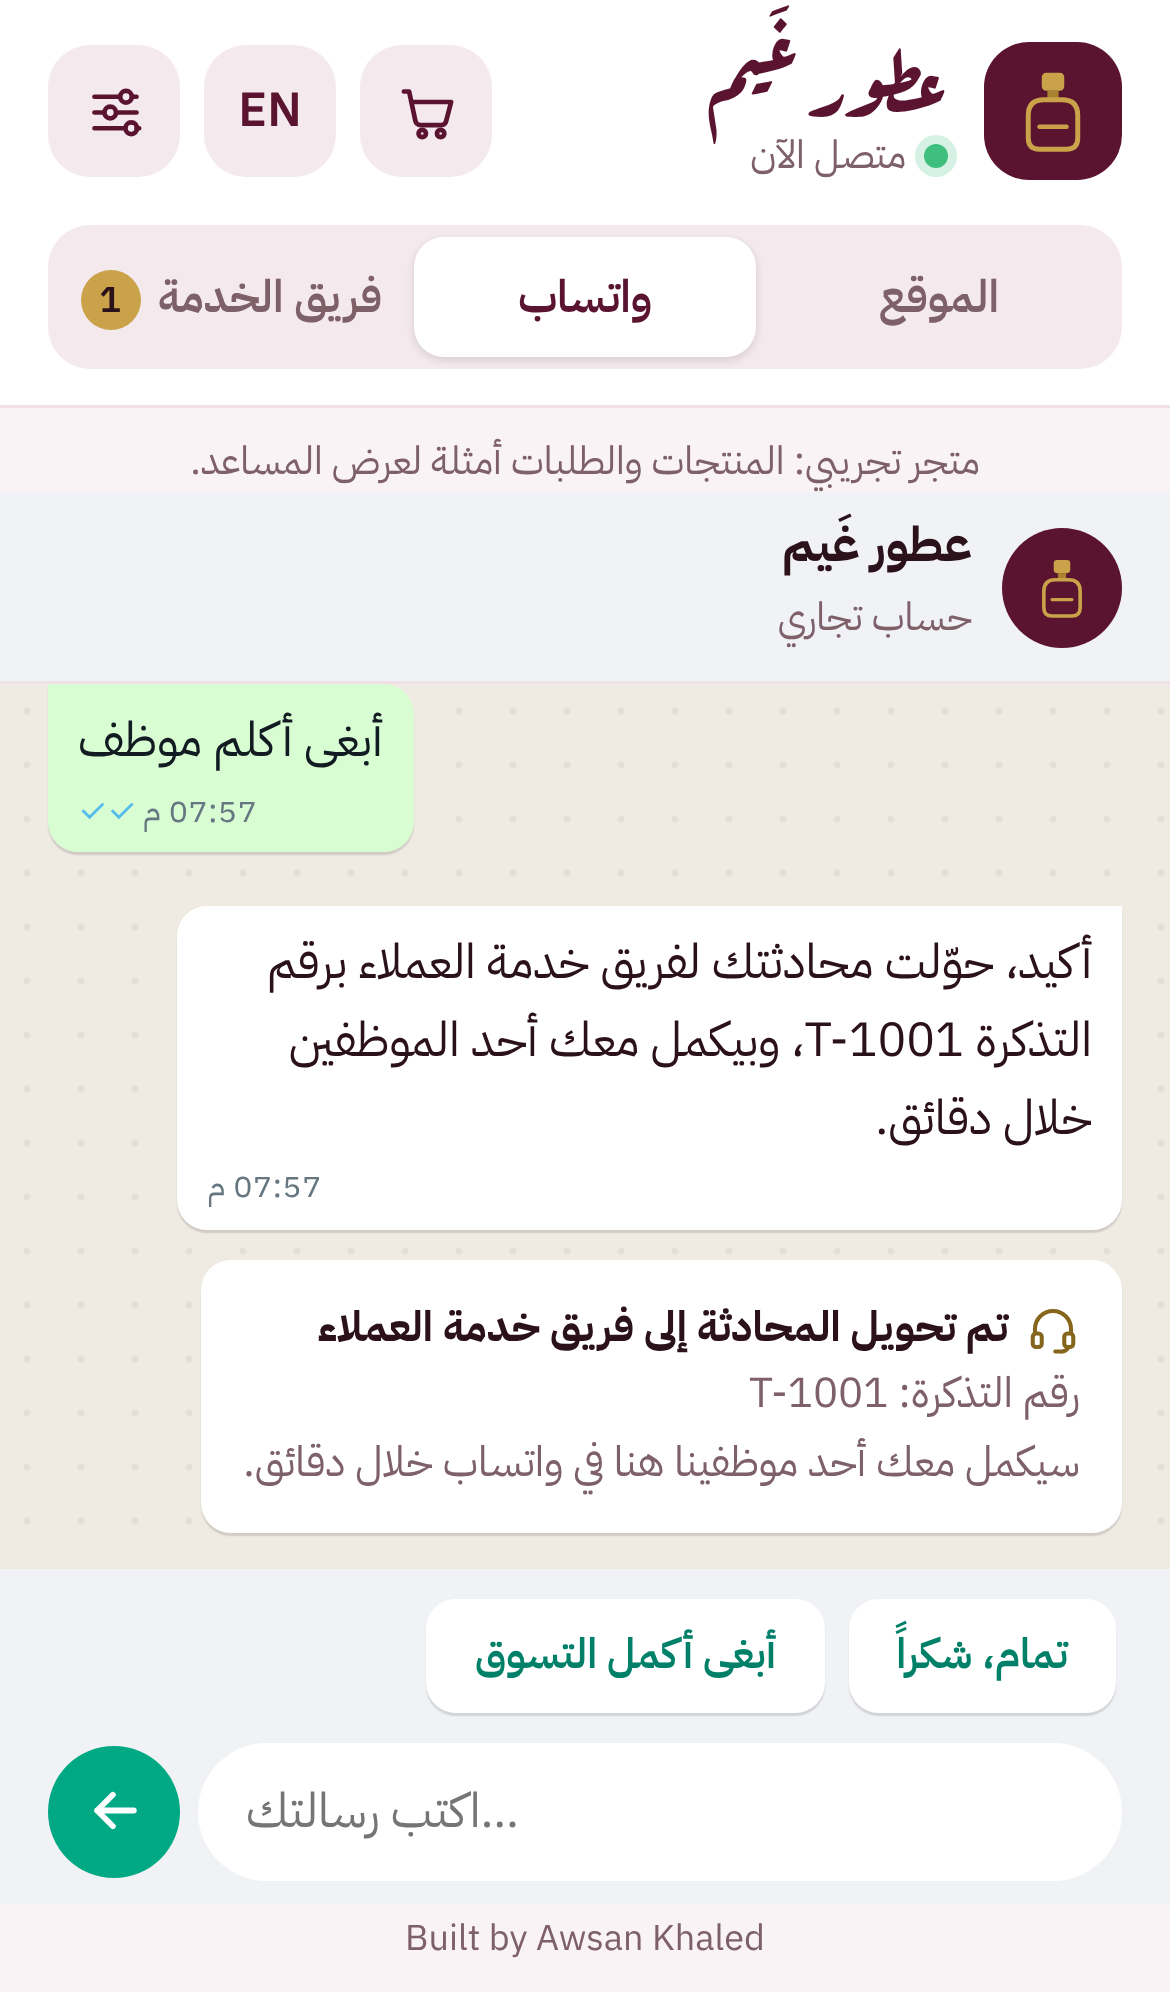 عطور غَيم
متصل الآن
EN
الموقع
واتساب
فريق الخدمة 1
متجر تجريبي: المنتجات والطلبات أمثلة لعرض المساعد.
عطور غَيم
حساب تجاري
أبغى أكلم موظف
07:57 م
أكيد، حوّلت محادثتك لفريق خدمة العملاء برقم
التذكرة T-1001، وبيكمل معك أحد الموظفين
خلال دقائق.
07:57 م
تم تحويل المحادثة إلى فريق خدمة العملاء
رقم التذكرة: T-1001
سيكمل معك أحد موظفينا هنا في واتساب خلال دقائق.
تمام، شكراً
أبغى أكمل التسوق
اكتب رسالتك...
Built by Awsan Khaled